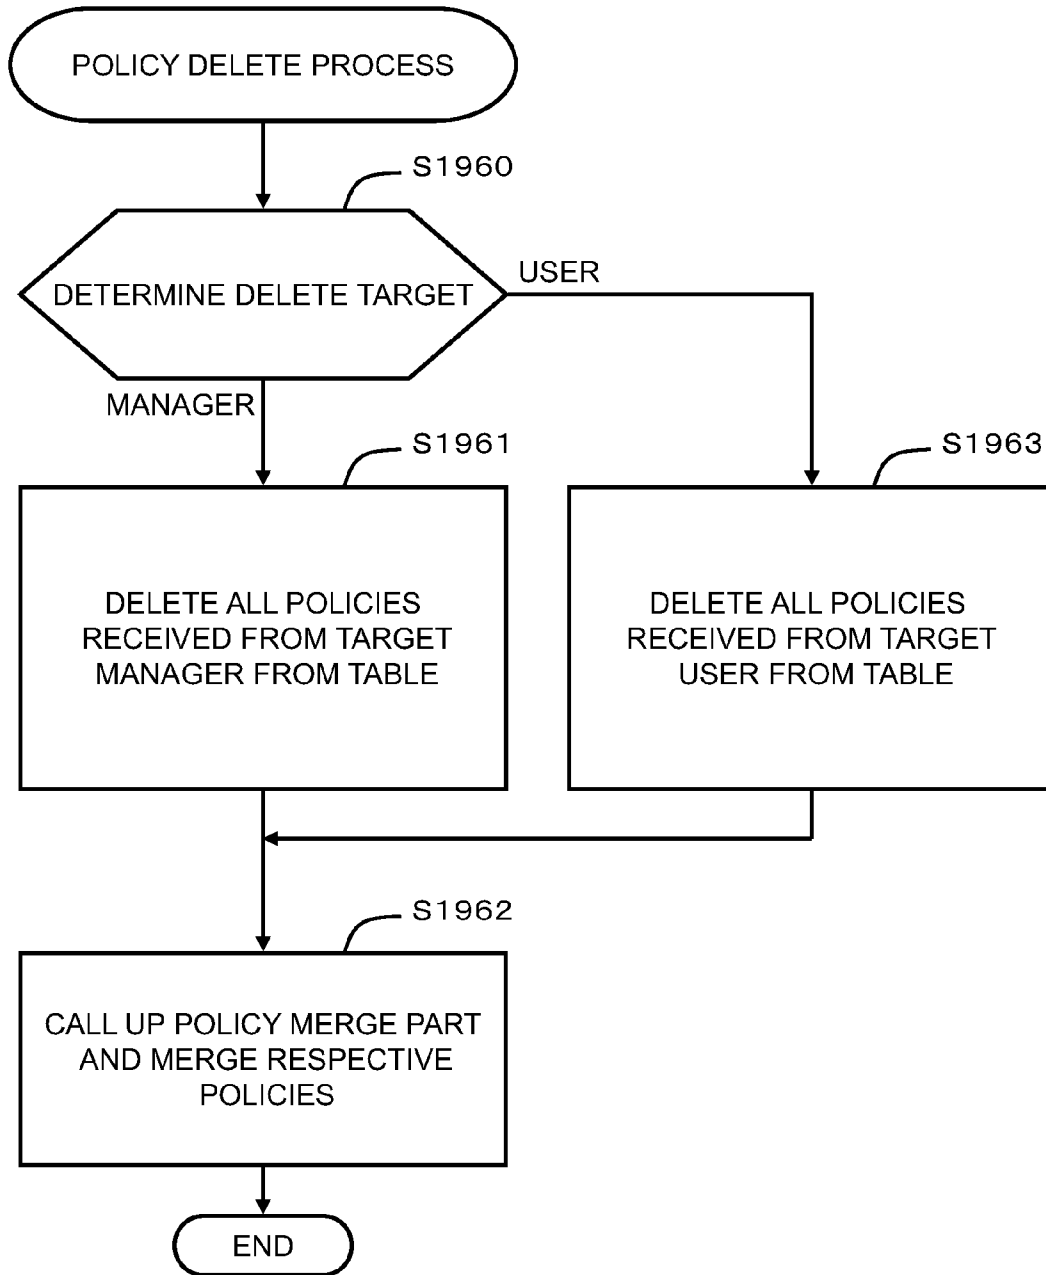 POLICY DELETE PROCESS
S1960
DETERMINE DELETE TARGET
USER
MANAGER
S1961
DELETE ALL POLICIES
RECEIVED FROM TARGET
MANAGER FROM TABLE
S1963
DELETE ALL POLICIES
RECEIVED FROM TARGET
USER FROM TABLE
S1962
CALL UP POLICY MERGE PART
AND MERGE RESPECTIVE
POLICIES
END